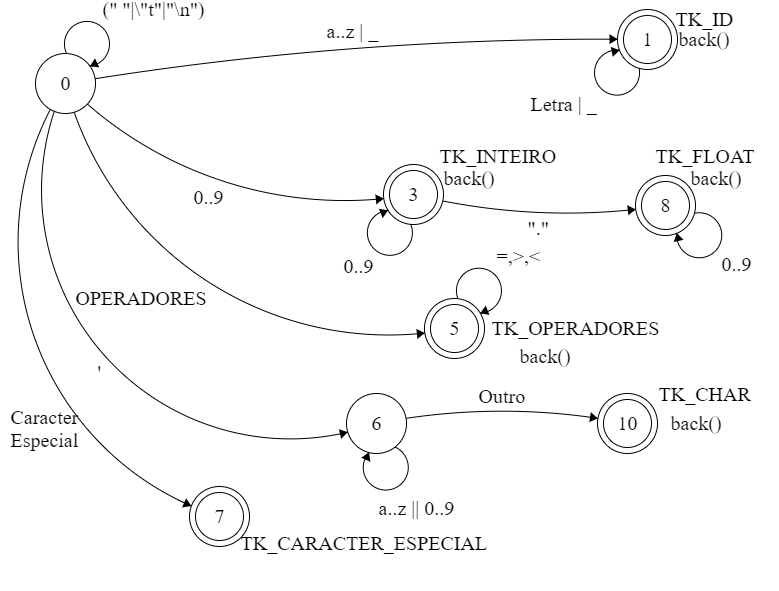 (" "|\"t"|"\n")
0
a..z | _
1
TK_ID
back()
Letra | _
0..9
TK_INTEIRO
back()
3
0..9
"."
TK_FLOAT
back()
8
0..9
OPERADORES
=,>,<
5
TK_OPERADORES
back()
'
6
a..z || 0..9
Outro
10
TK_CHAR
back()
Caracter
Especial
7
TK_CARACTER_ESPECIAL